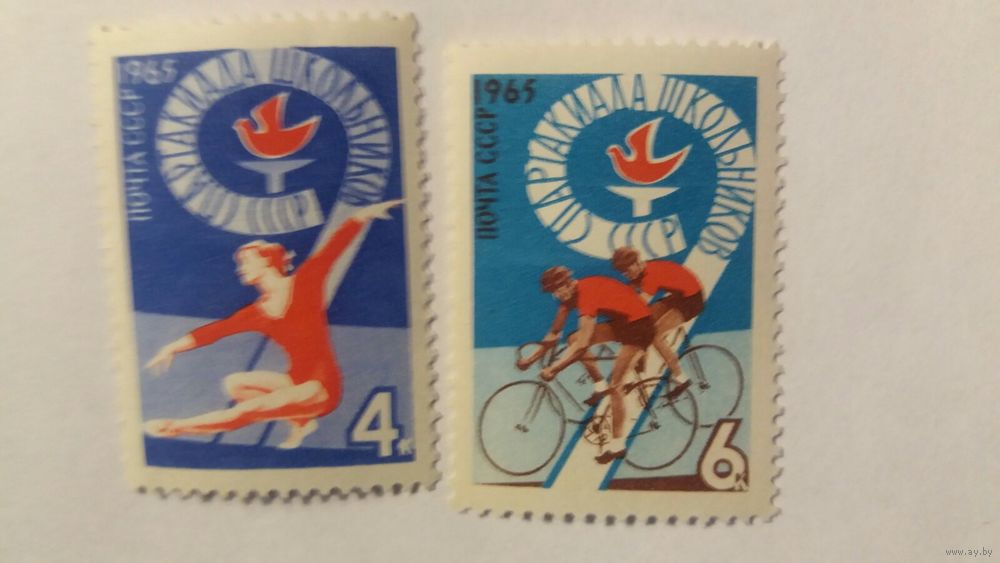 1965
ПОЧТА СССР
СПАРТАКИАДА ШКОЛЬНИКОВ
СССР
4к
1965
ПОЧТА СССР
СПАРТАКИАДА ШКОЛЬНИКОВ
СССР
6к
www.ay.by